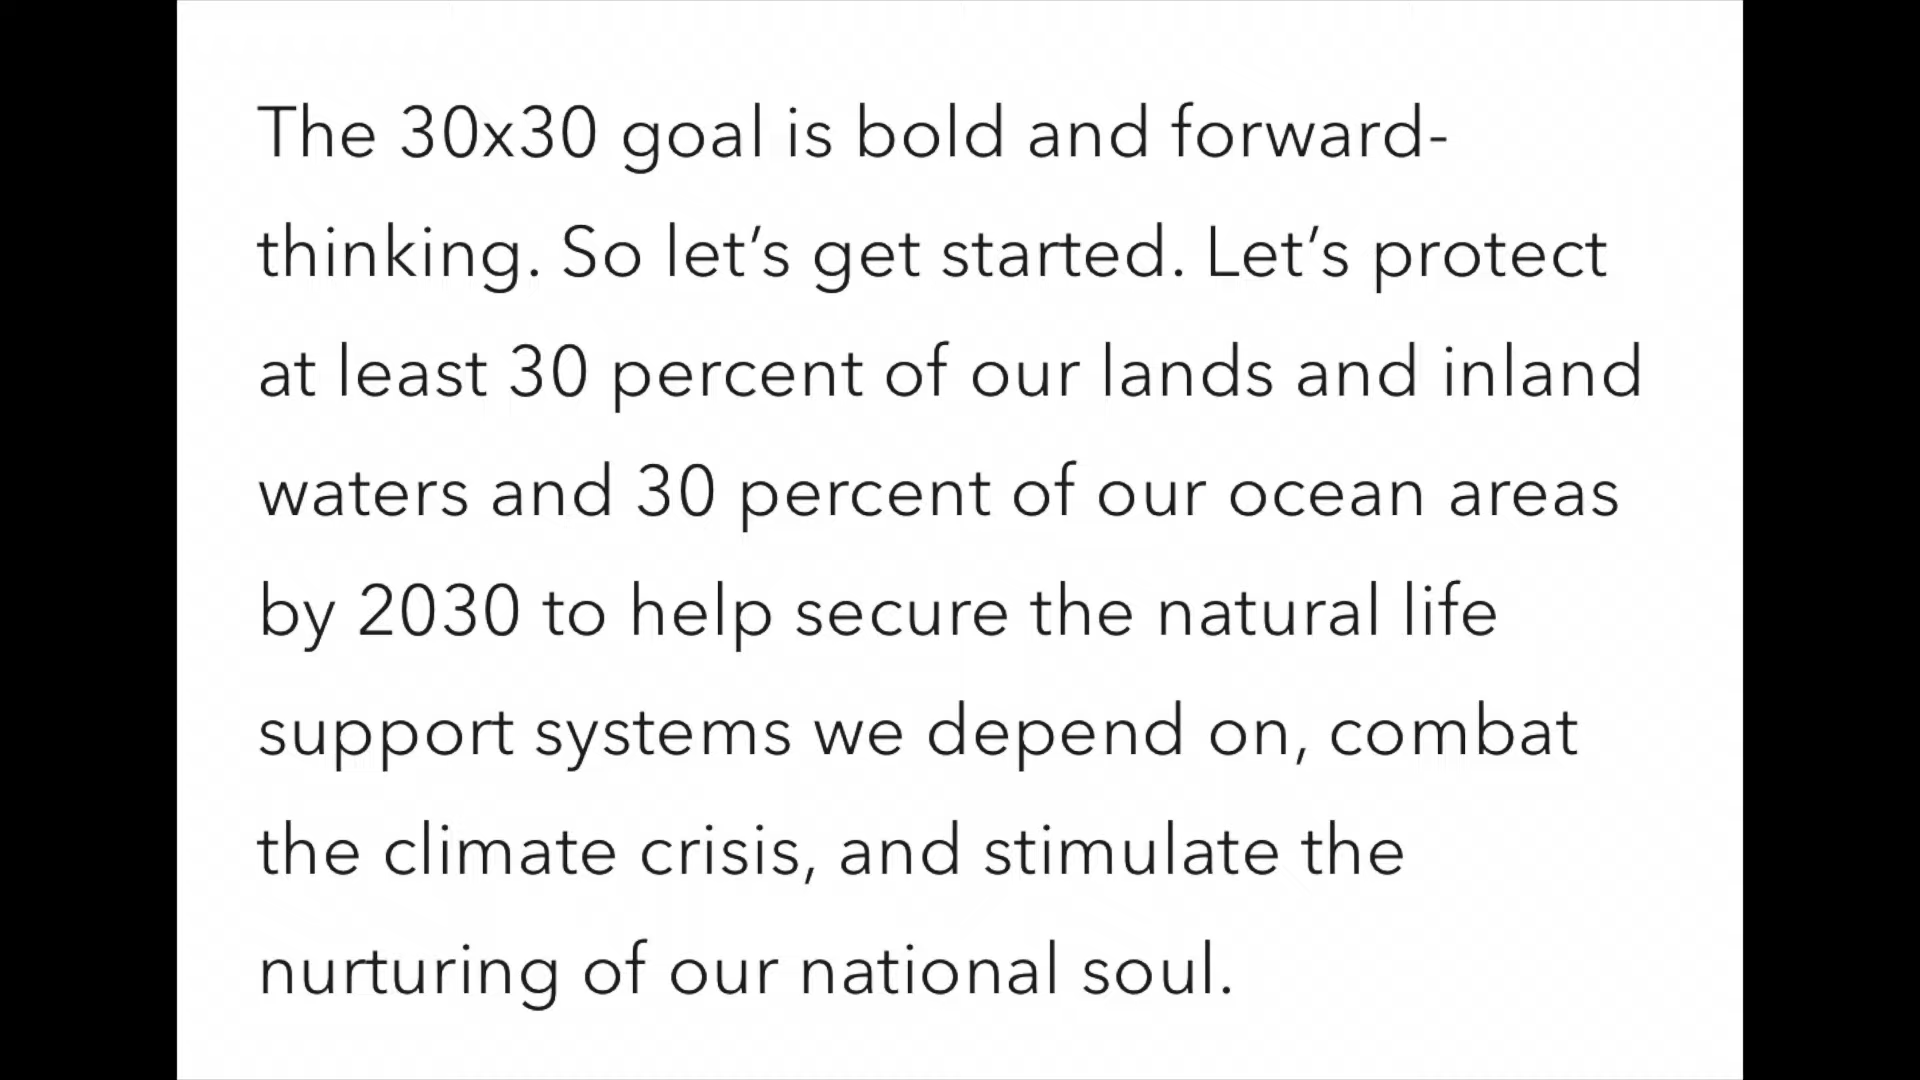 The 30x30 goal is bold and forward-
thinking. So let’s get started. Let’s protect
at least 30 percent of our lands and inland
waters and 30 percent of our ocean areas
by 2030 to help secure the natural life
support systems we depend on, combat
the climate crisis, and stimulate the
nurturing of our national soul.